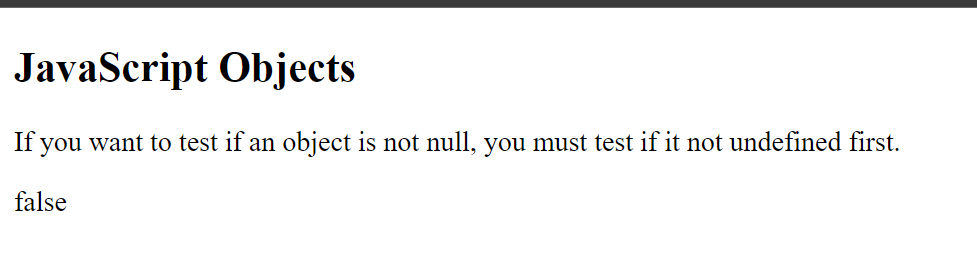 JavaScript Objects
If you want to test if an object is not null, you must test if it not undefined first.
false